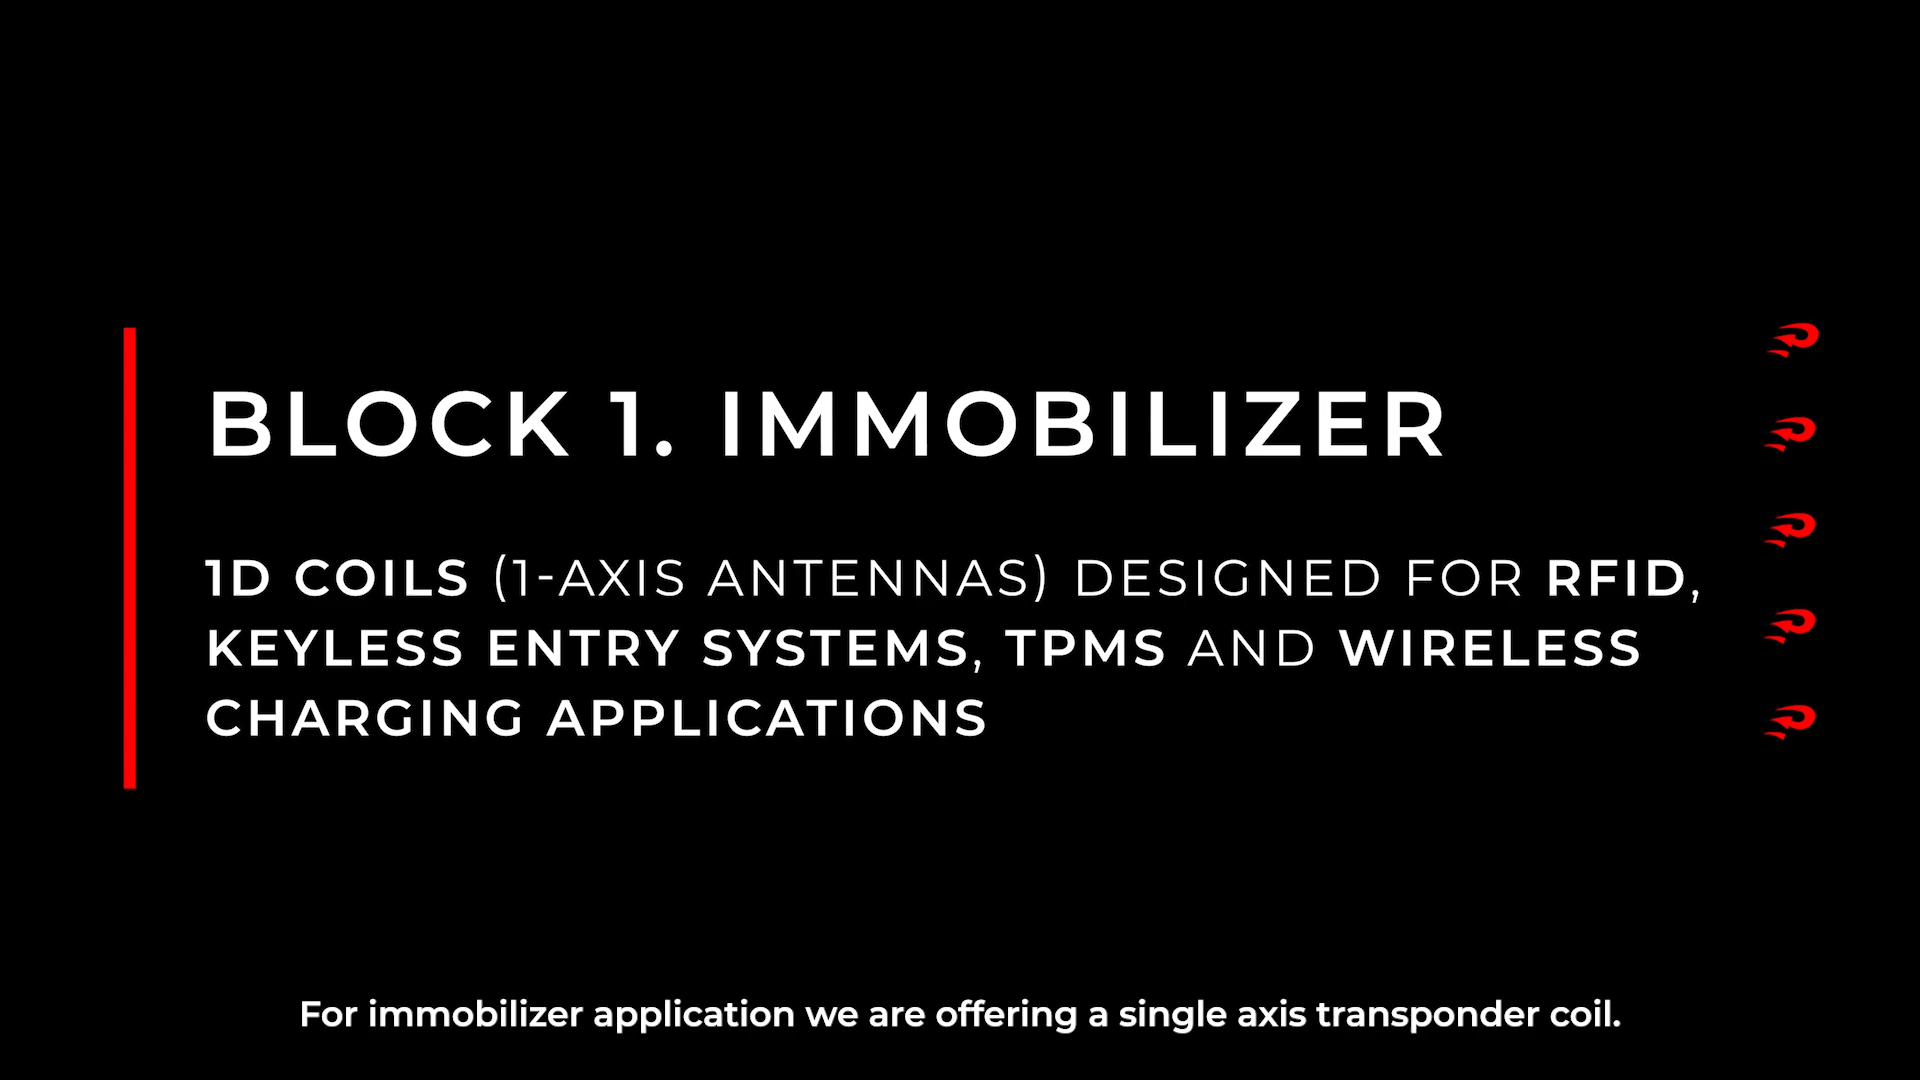 BLOCK 1. IMMOBILIZER
1D COILS (1-AXIS ANTENNAS) DESIGNED FOR RFID,
KEYLESS ENTRY SYSTEMS, TPMS AND WIRELESS
CHARGING APPLICATIONS
For immobilizer application we are offering a single axis transponder coil.